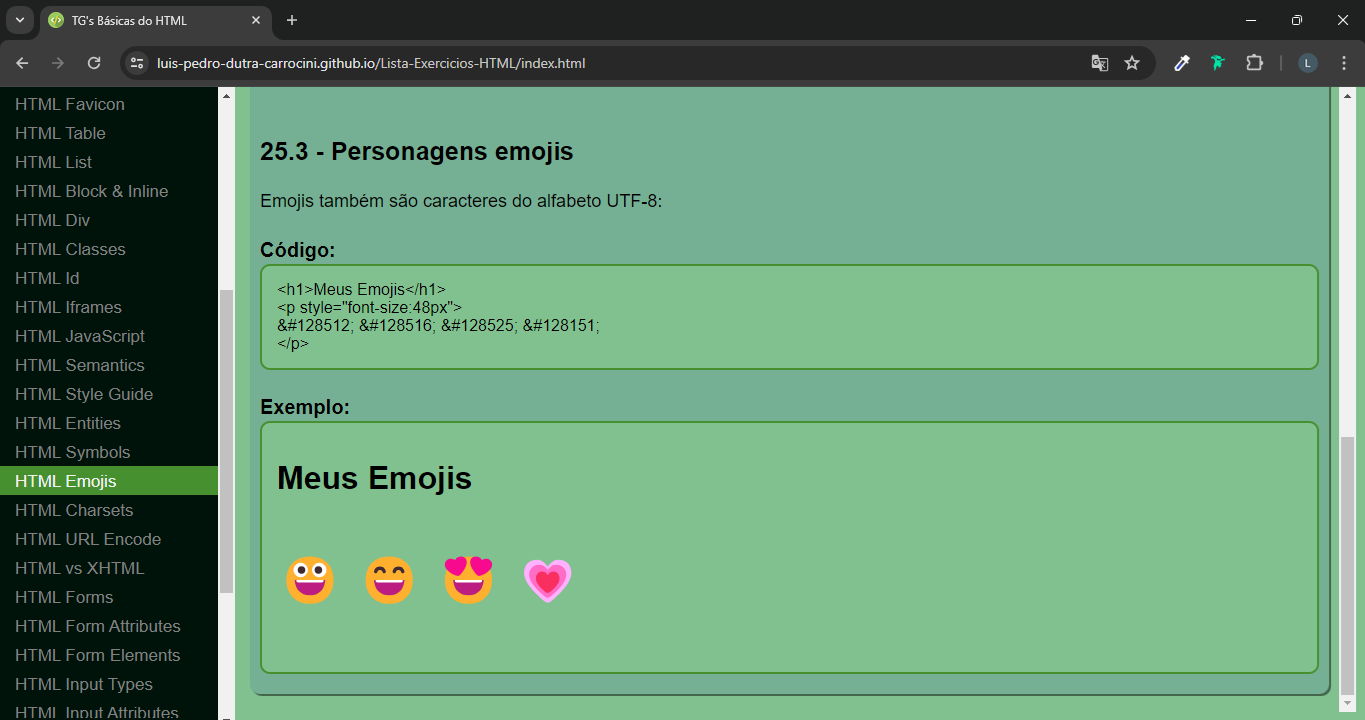 TG's Básicas do HTML
luis-pedro-dutra-carrocini.github.io/Lista-Exercicios-HTML/index.html
L
HTML Favicon
HTML Table
HTML List
HTML Block & Inline
HTML Div
HTML Classes
HTML Id
HTML Iframes
HTML JavaScript
HTML Semantics
HTML Style Guide
HTML Entities
HTML Symbols
HTML Emojis
HTML Charsets
HTML URL Encode
HTML vs XHTML
HTML Forms
HTML Form Attributes
HTML Form Elements
HTML Input Types
HTML Input Attributes
25.3 - Personagens emojis
Emojis também são caracteres do alfabeto UTF-8:
Código:
<h1>Meus Emojis</h1>
<p style="font-size:48px">
&#128512; &#128516; &#128525; &#128151;
</p>
Exemplo:
Meus Emojis